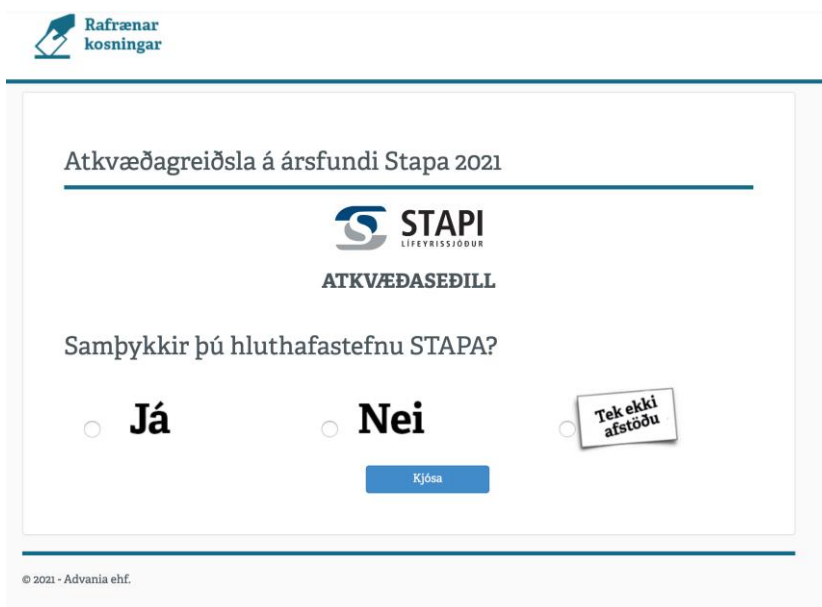 Rafrænar
kosningar
Atkvæðagreiðsla á ársfundi Stapa 2021
STAPI
LÍFEYRISSJÓÐUR
ATKVÆÐASEÐILL
Samþykkir þú hluthafastefnu STAPA?
Já
Nei
Tek ekki
afstöðu
Kjósa
© 2021 - Advania ehf.